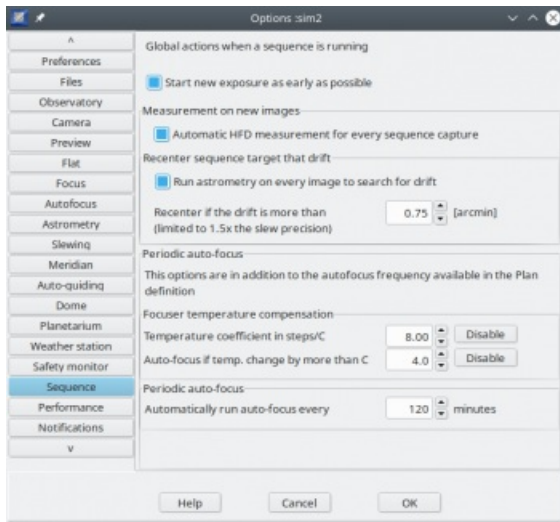 Options :sim2
^
Preferences
Files
Observatory
Camera
Preview
Flat
Focus
Autofocus
Astrometry
Slewing
Meridian
Auto-guiding
Dome
Planetarium
Weather station
Safety monitor
Sequence
Performance
Notifications
v
Global actions when a sequence is running
Start new exposure as early as possible
Measurement on new images
Automatic HFD measurement for every sequence capture
Recenter sequence target that drift
Run astrometry on every image to search for drift
Recenter if the drift is more than 0.75 [arcmin]
(limited to 1.5x the slew precision)
Periodic auto-focus
This options are in addition to the autofocus frequency available in the Plan
definition
Focuser temperature compensation
Temperature coefficient in steps/C 8.00 Disable
Auto-focus if temp. change by more than C 4.0 Disable
Periodic auto-focus
Automatically run auto-focus every 120 minutes
Help Cancel OK